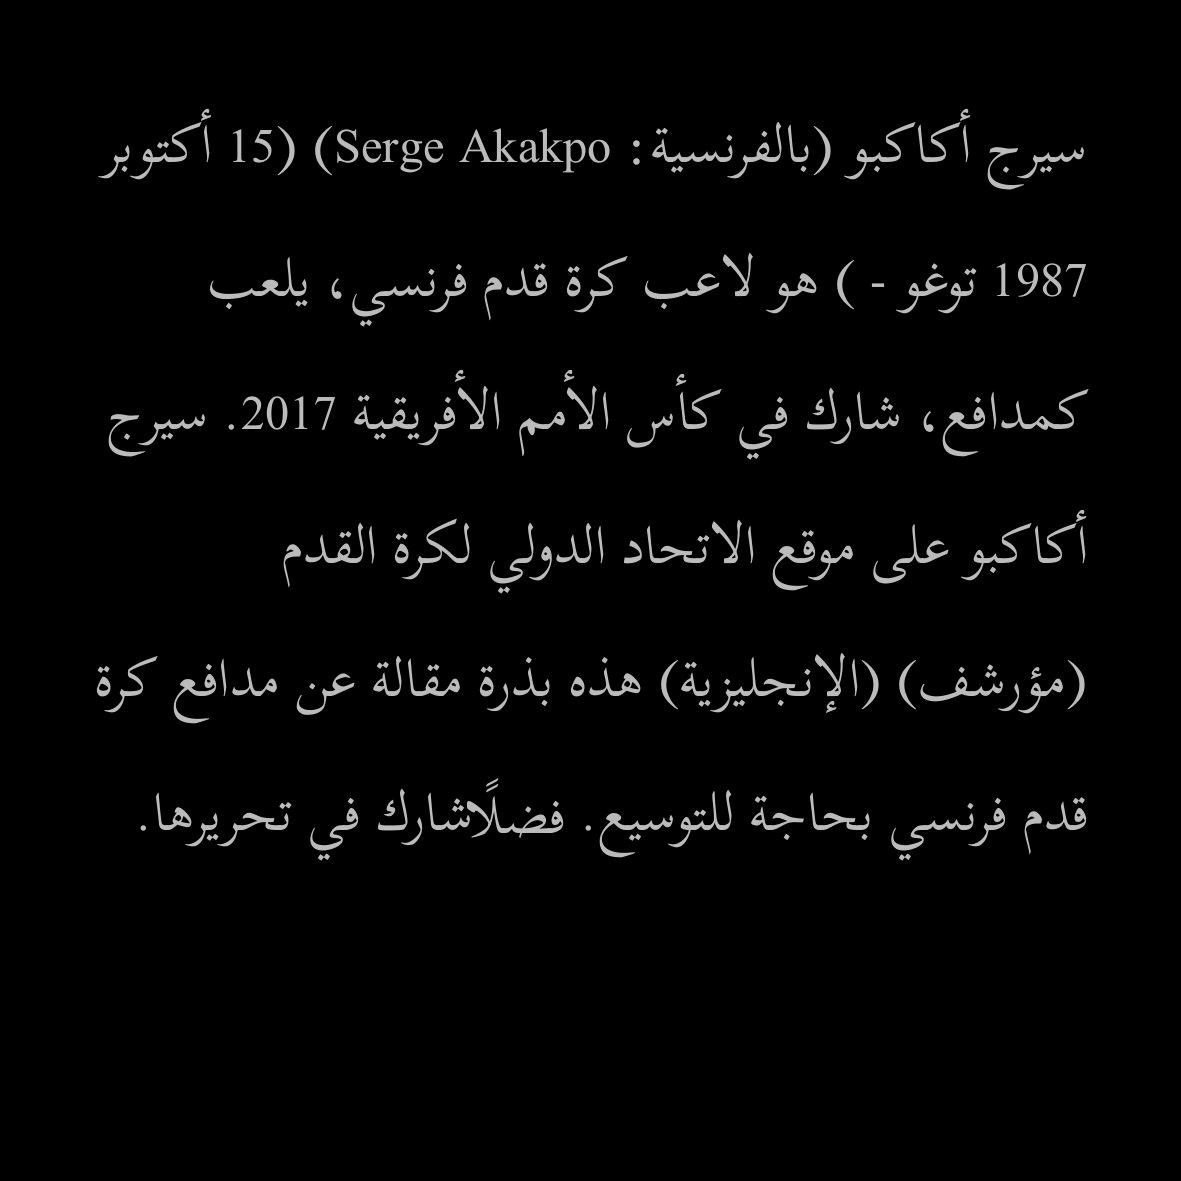 سيرج أكاكبو (بالفرنسية: Serge Akakpo) (15 أكتوبر
1987 توغو - ) هو لاعب كرة قدم فرنسي، يلعب
كمدافع، شارك في كأس الأمم الأفريقية 2017. سيرج
أكاكبو على موقع الاتحاد الدولي لكرة القدم
(مؤرشف) (الإنجليزية) هذه بذرة مقالة عن مدافع كرة
قدم فرنسي بحاجة للتوسيع. فضلًاشارك في تحريرها.